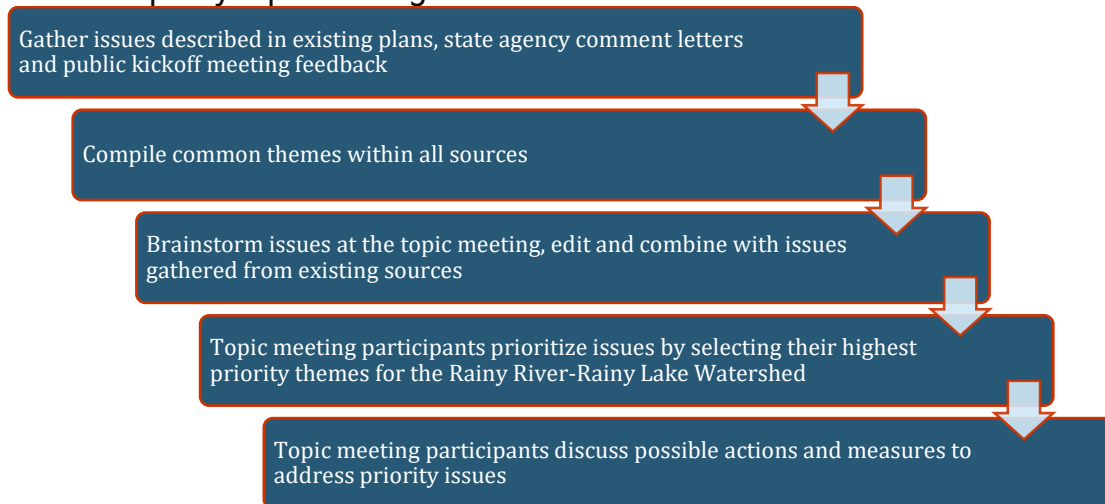 Gather issues described in existing plans, state agency comment letters
and public kickoff meeting feedback
Compile common themes within all sources
Brainstorm issues at the topic meeting, edit and combine with issues
gathered from existing sources
Topic meeting participants prioritize issues by selecting their highest
priority themes for the Rainy River-Rainy Lake Watershed
Topic meeting participants discuss possible actions and measures to
address priority issues